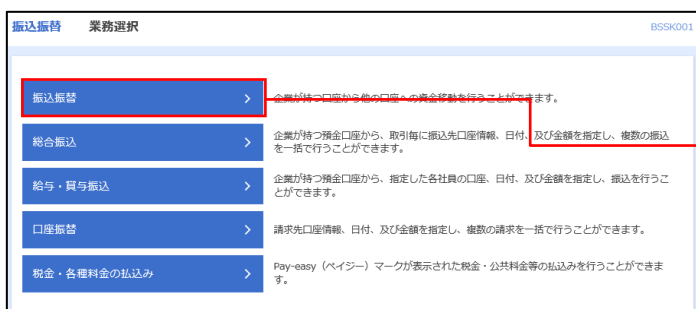 振込振替 業務選択 BSSK001
振込振替 企業が持つ口座から他の口座への資金移動を行うことができます。
総合振込 企業が持つ預金口座から、取引毎に振込先口座情報、日付、及び金額を指定し、複数の振込
を一括で行うことができます。
給与・賞与振込 企業が持つ預金口座から、指定した各社員の口座、日付、及び金額を指定し、振込を行うこ
とができます。
口座振替 請求先口座情報、日付、及び金額を指定し、複数の請求を一括で行うことができます。
税金・各種料金の払込み Pay-easy（ペイジー）マークが表示された税金・公共料金等の払込みを行うことができま
す。